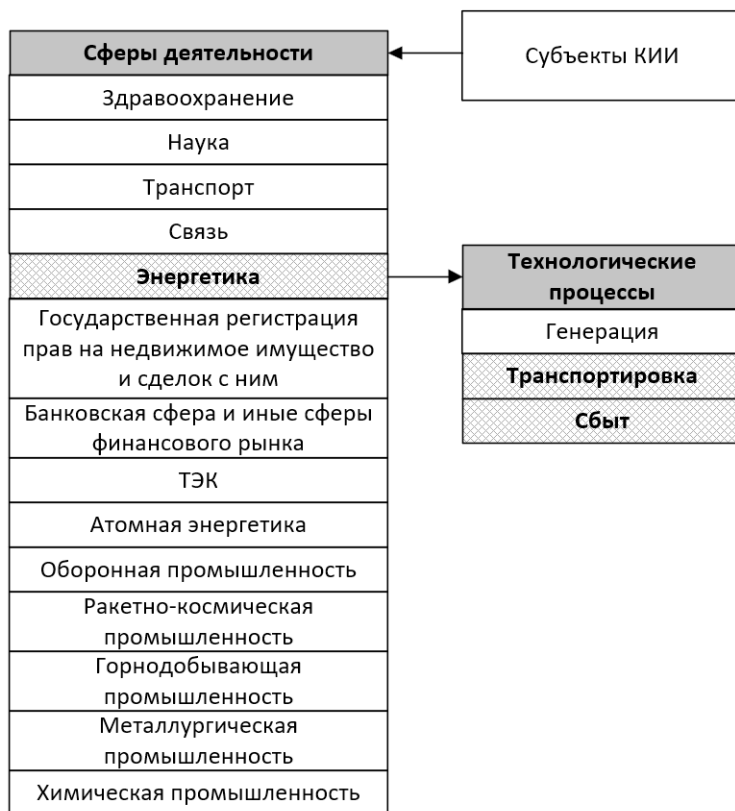 Сферы деятельности
Субъекты КИИ
Здравоохранение
Наука
Транспорт
Связь
Энергетика
Технологические
процессы
Генерация
Транспортировка
Сбыт
Государственная регистрация
прав на недвижимое имущество
и сделок с ним
Банковская сфера и иные сферы
финансового рынка
ТЭК
Атомная энергетика
Оборонная промышленность
Ракетно-космическая
промышленность
Горнодобывающая
промышленность
Металлургическая
промышленность
Химическая промышленность